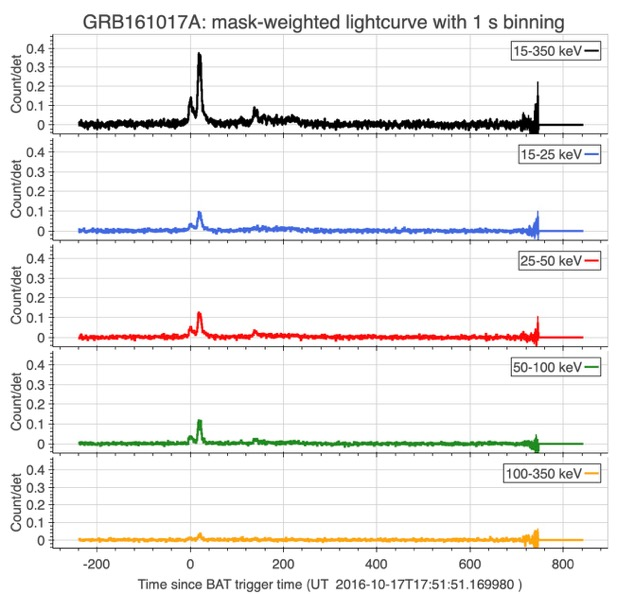 GRB161017A: mask-weighted lightcurve with 1 s binning
15-350 keV
Count/det
0.4
0.3
0.2
0.1
0
15-25 keV
Count/det
0.4
0.3
0.2
0.1
0
25-50 keV
Count/det
0.4
0.3
0.2
0.1
0
50-100 keV
Count/det
0.4
0.3
0.2
0.1
0
100-350 keV
Count/det
0.4
0.3
0.2
0.1
0
-200 0 200 400 600 800
Time since BAT trigger time (UT 2016-10-17T17:51:51.169980 )